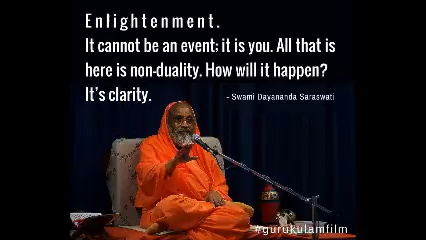 Enlightenment.
It cannot be an event; it is you. All that is
here is non-duality. How will it happen?
It's clarity.
- Swami Dayananda Saraswati
#gurukulamfilm